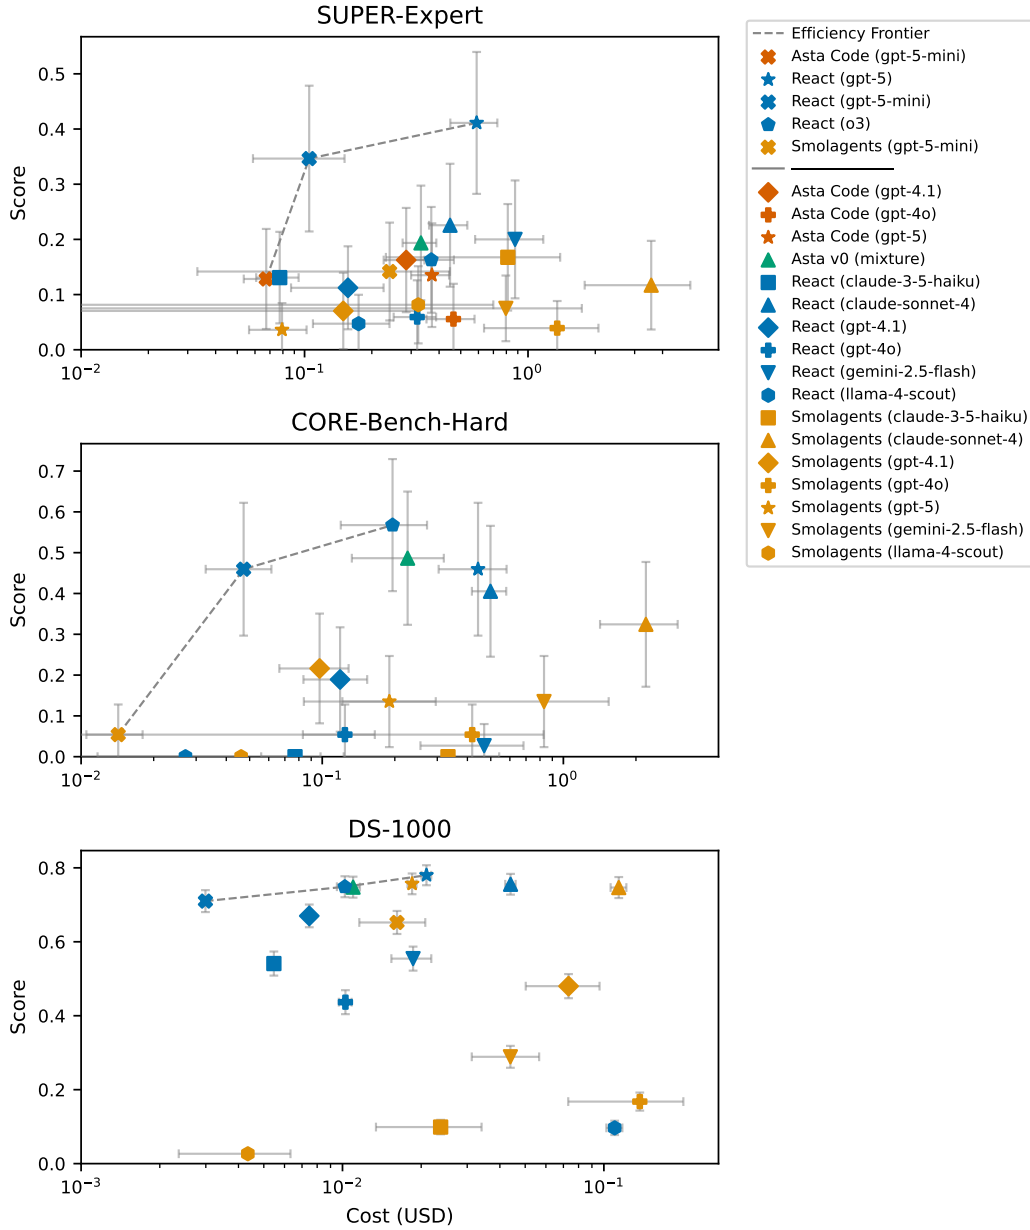 SUPER-Expert
0.5
0.4
0.3
0.2
0.1
0.0
Score
10⁻² 10⁻¹ 10⁰
CORE-Bench-Hard
0.7
0.6
0.5
0.4
0.3
0.2
0.1
0.0
Score
10⁻² 10⁻¹ 10⁰
DS-1000
0.8
0.6
0.4
0.2
0.0
Score
10⁻³ 10⁻² 10⁻¹
Cost (USD)
Efficiency Frontier
Asta Code (gpt-5-mini)
React (gpt-5)
React (gpt-5-mini)
React (o3)
Smolagents (gpt-5-mini)
Asta Code (gpt-4.1)
Asta Code (gpt-4o)
Asta Code (gpt-5)
Asta v0 (mixture)
React (claude-3-5-haiku)
React (claude-sonnet-4)
React (gpt-4.1)
React (gpt-4o)
React (gemini-2.5-flash)
React (llama-4-scout)
Smolagents (claude-3-5-haiku)
Smolagents (claude-sonnet-4)
Smolagents (gpt-4.1)
Smolagents (gpt-4o)
Smolagents (gpt-5)
Smolagents (gemini-2.5-flash)
Smolagents (llama-4-scout)